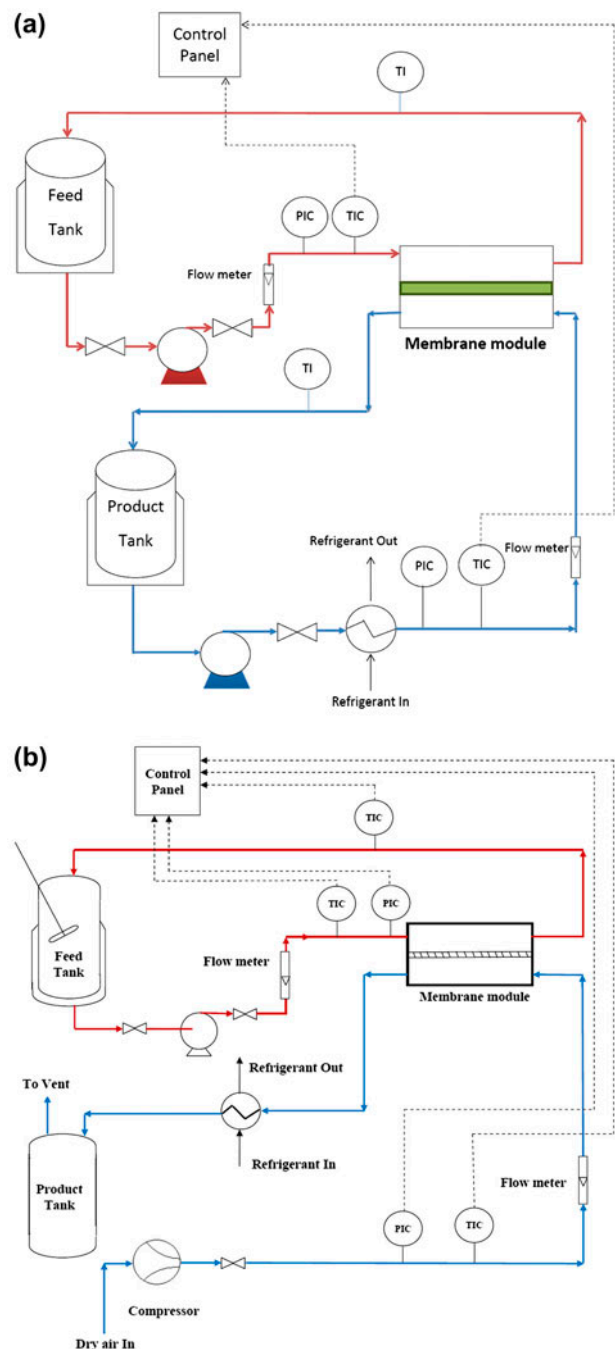 (a)
Control
Panel
TI
Feed
Tank
PIC
TIC
Flow meter
Membrane module
TI
Product
Tank
Refrigerant Out
PIC
TIC
Flow meter
Refrigerant In
(b)
Control
Panel
TIC
TIC
PIC
Feed
Tank
Flow meter
Membrane module
Refrigerant Out
To Vent
Refrigerant In
Product
Tank
Flow meter
PIC
TIC
Compressor
Dry air In